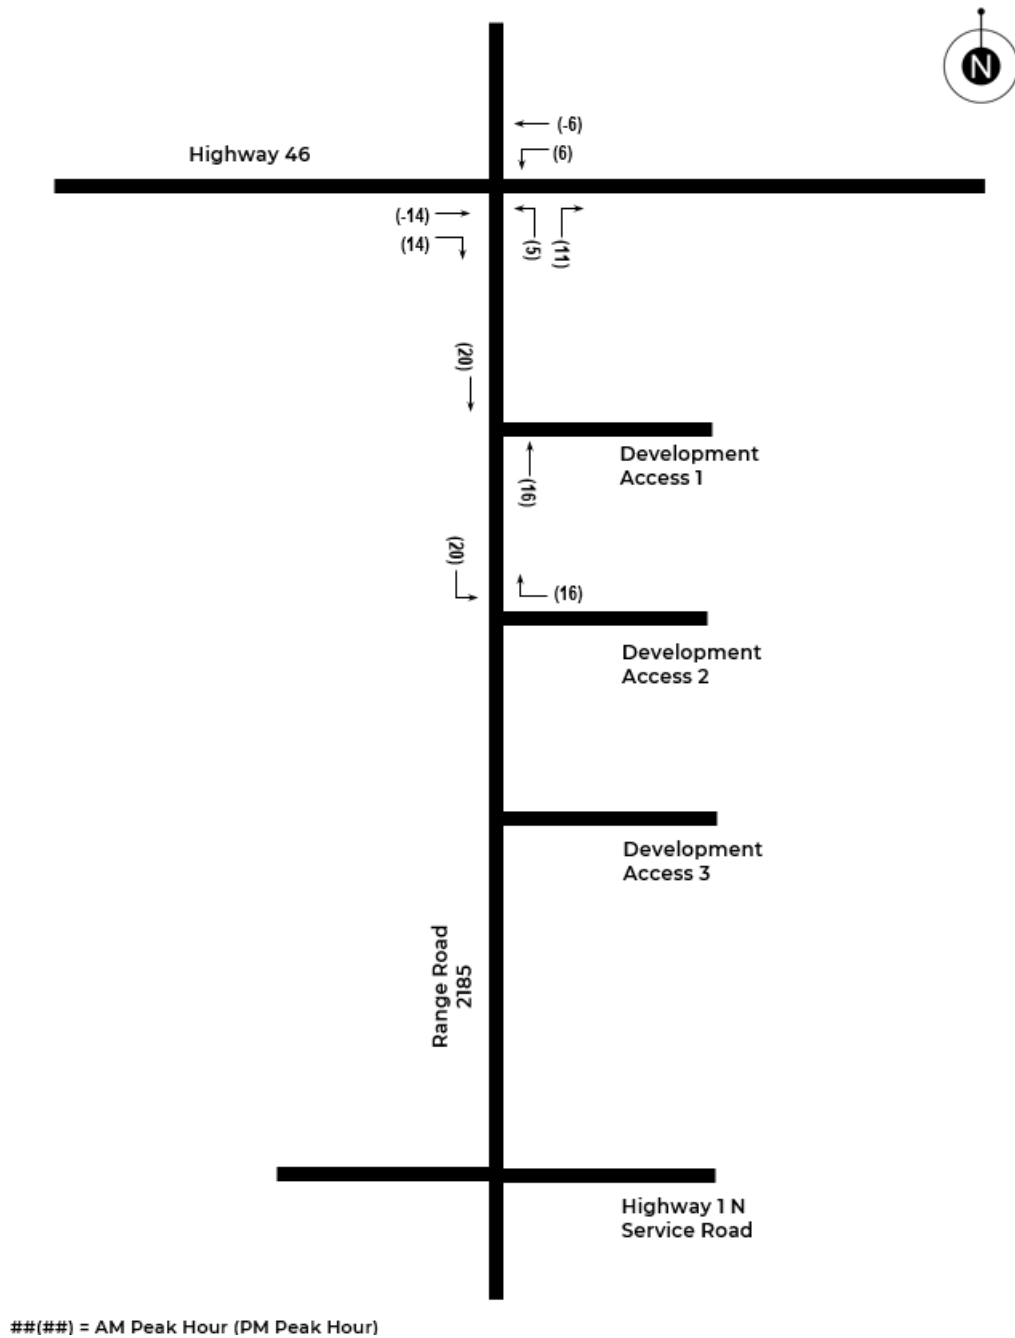 N
(-6)
Highway 46
(6)
(-14)
(14)
(5)
(11)
(20)
Development
Access 1
(16)
(20)
(16)
Development
Access 2
Development
Access 3
Range Road
2185
Highway 1 N
Service Road
##(##) = AM Peak Hour (PM Peak Hour)